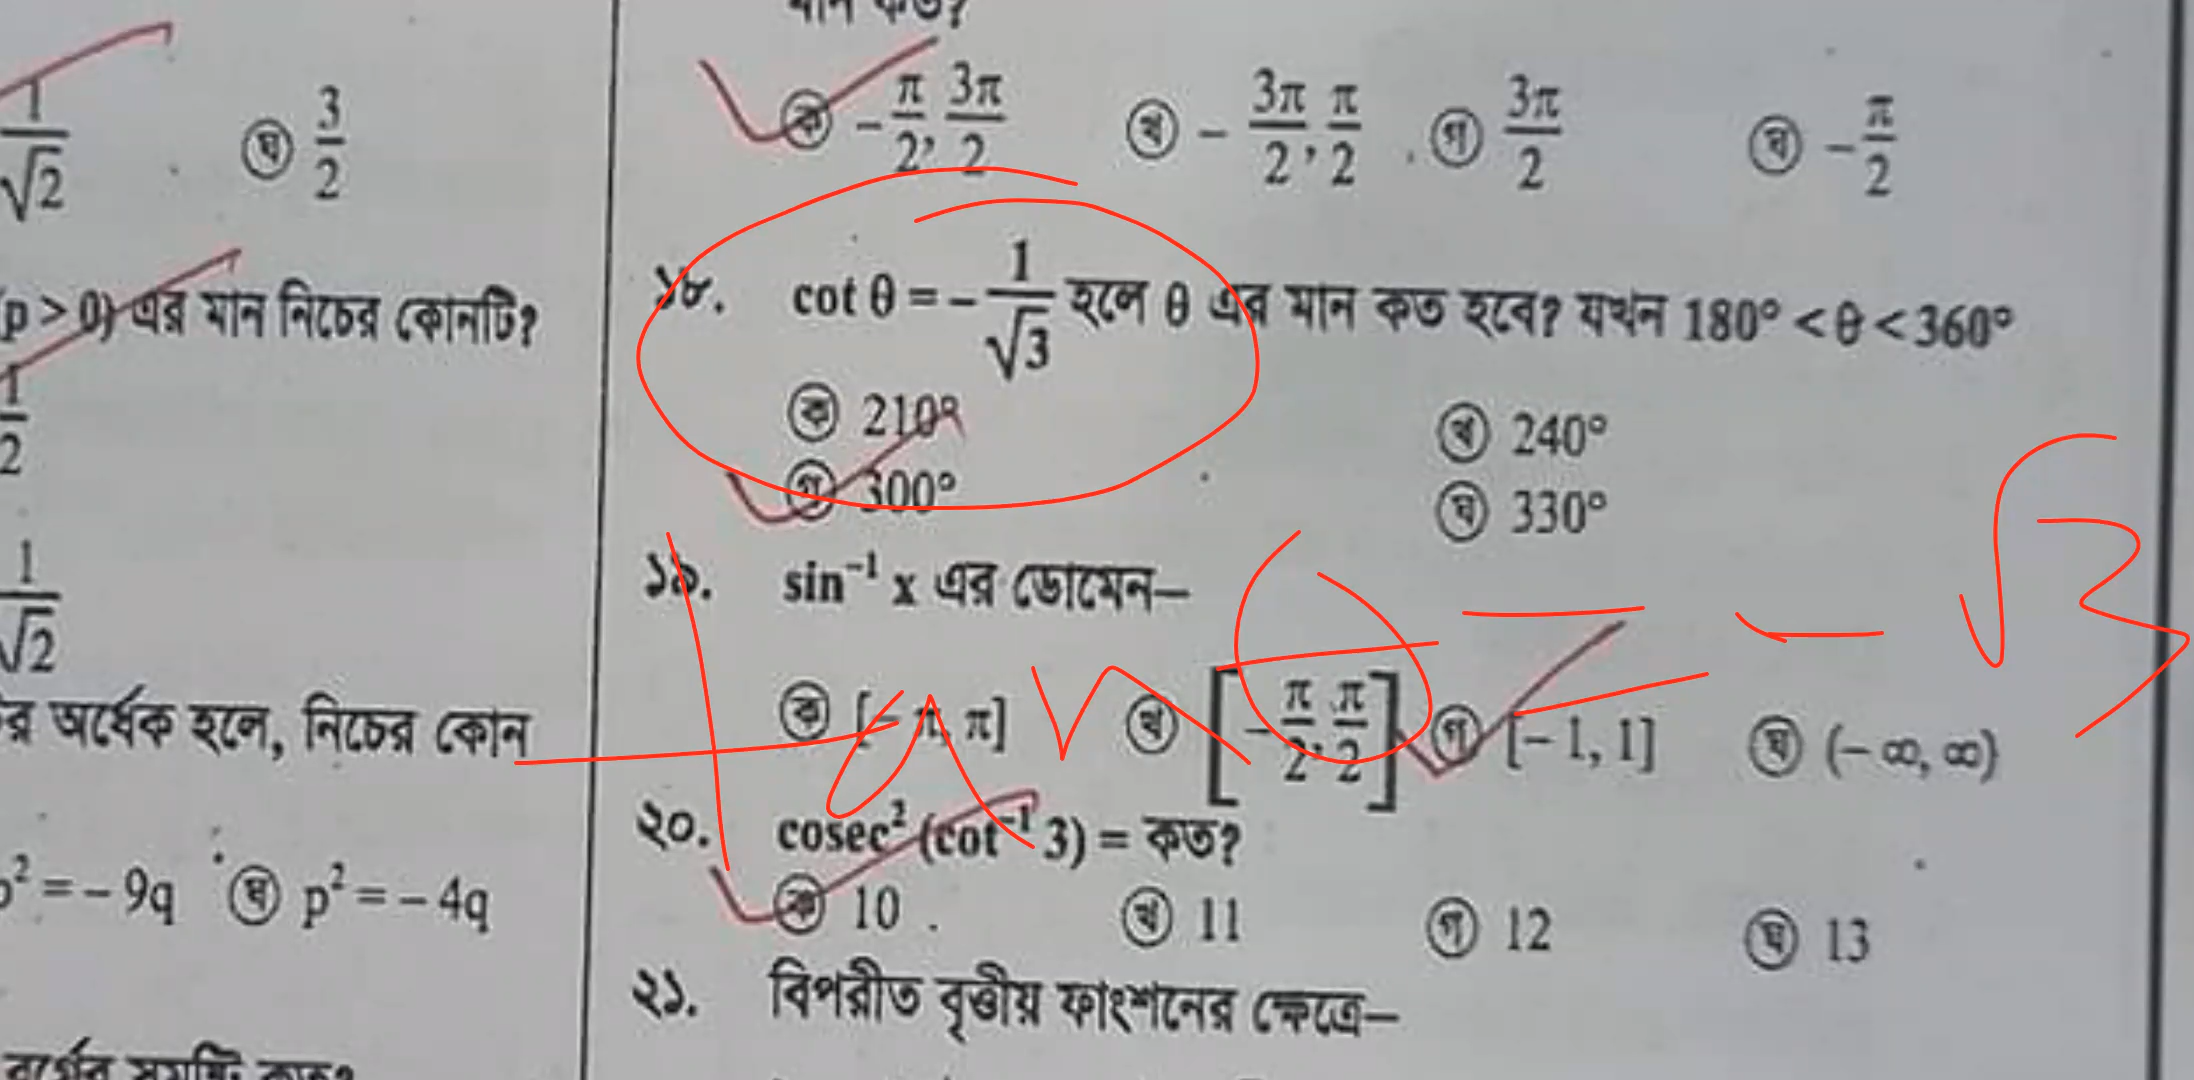 মান কত?
1/√2 ঘ 3/2
ক -π/2, 3π/2 খ -3π/2, π/2 গ 3π/2 ঘ -π/2
(p > 0) এর মান নিচের কোনটি?
1/2
1/√2
র অর্ধেক হলে, নিচের কোন
p² = - 9q ঘ p² = - 4q
১৮. cot θ = - 1/√3 হলে θ এর মান কত হবে? যখন 180° < θ < 360°
ক 210° খ 240°
গ 300° ঘ 330°
১৯. sin⁻¹ x এর ডোমেন–
ক [- π, π] খ [-π/2, π/2] গ [- 1, 1] ঘ (- ∞, ∞)
tan θ = - √3
২০. cosec² (cot⁻¹ 3) = কত?
ক 10 খ 11 গ 12 ঘ 13
২১. বিপরীত বৃত্তীয় ফাংশনের ক্ষেত্রে–